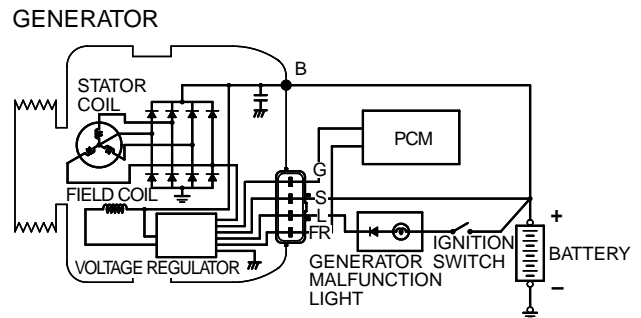 GENERATOR
B
STATOR
COIL
PCM
G
FIELD COIL
S
L
FR
+
IGNITION
SWITCH
BATTERY
VOLTAGE REGULATOR
GENERATOR
MALFUNCTION
LIGHT
−